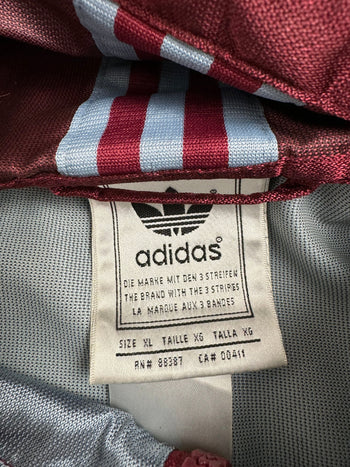 adidas®
DIE MARKE MIT DEN 3 STREIFEN
THE BRAND WITH THE 3 STRIPES
LA MARQUE AUX 3 BANDES
SIZE XL TAILLE XG TALLA XG
RN# 88387 CA# 00411